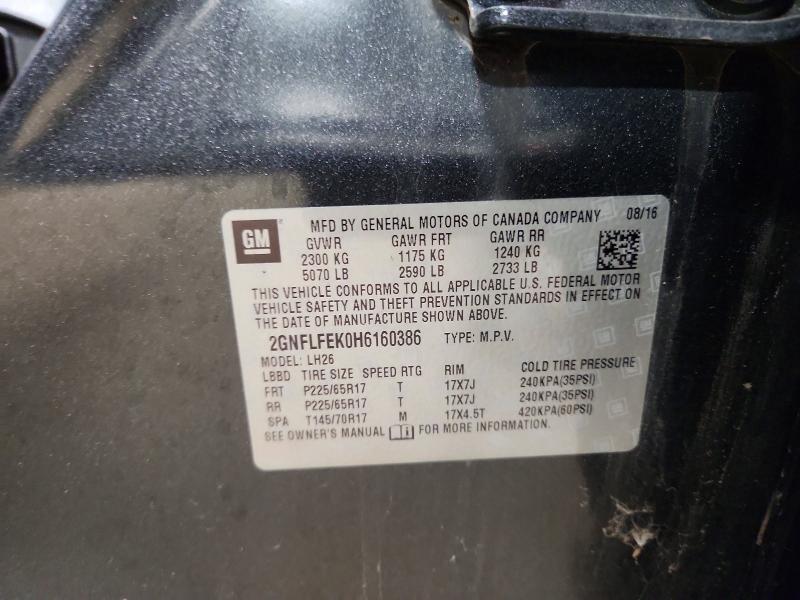 GM MFD BY GENERAL MOTORS OF CANADA COMPANY 08/16
GVWR GAWR FRT GAWR RR
2300 KG 1175 KG 1240 KG
5070 LB 2590 LB 2733 LB
THIS VEHICLE CONFORMS TO ALL APPLICABLE U.S. FEDERAL MOTOR
VEHICLE SAFETY AND THEFT PREVENTION STANDARDS IN EFFECT ON
THE DATE OF MANUFACTURE SHOWN ABOVE.
2GNFLFEK0H6160386 TYPE: M.P.V.
MODEL: LH26
LBBD TIRE SIZE SPEED RTG RIM COLD TIRE PRESSURE
FRT P225/65R17 T 17X7J 240KPA(35PSI)
RR P225/65R17 T 17X7J 240KPA(35PSI)
SPA T145/70R17 M 17X4.5T 420KPA(60PSI)
SEE OWNER'S MANUAL FOR MORE INFORMATION.